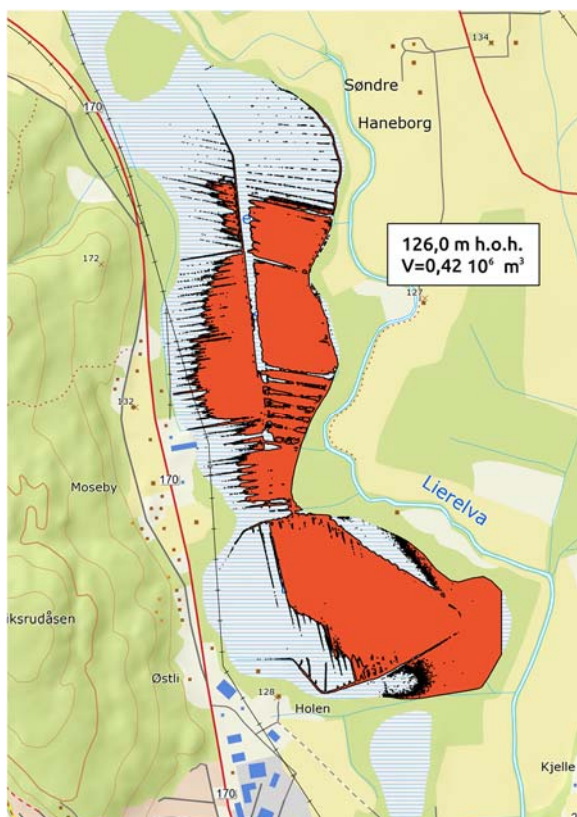 134
Søndre
Haneborg
170
126,0 m h.o.h.
V=0,42 10⁶ m³
172
127
132
170
Moseby
Lierelva
iksrudåsen
Østli
128
Holen
170
Kjelle